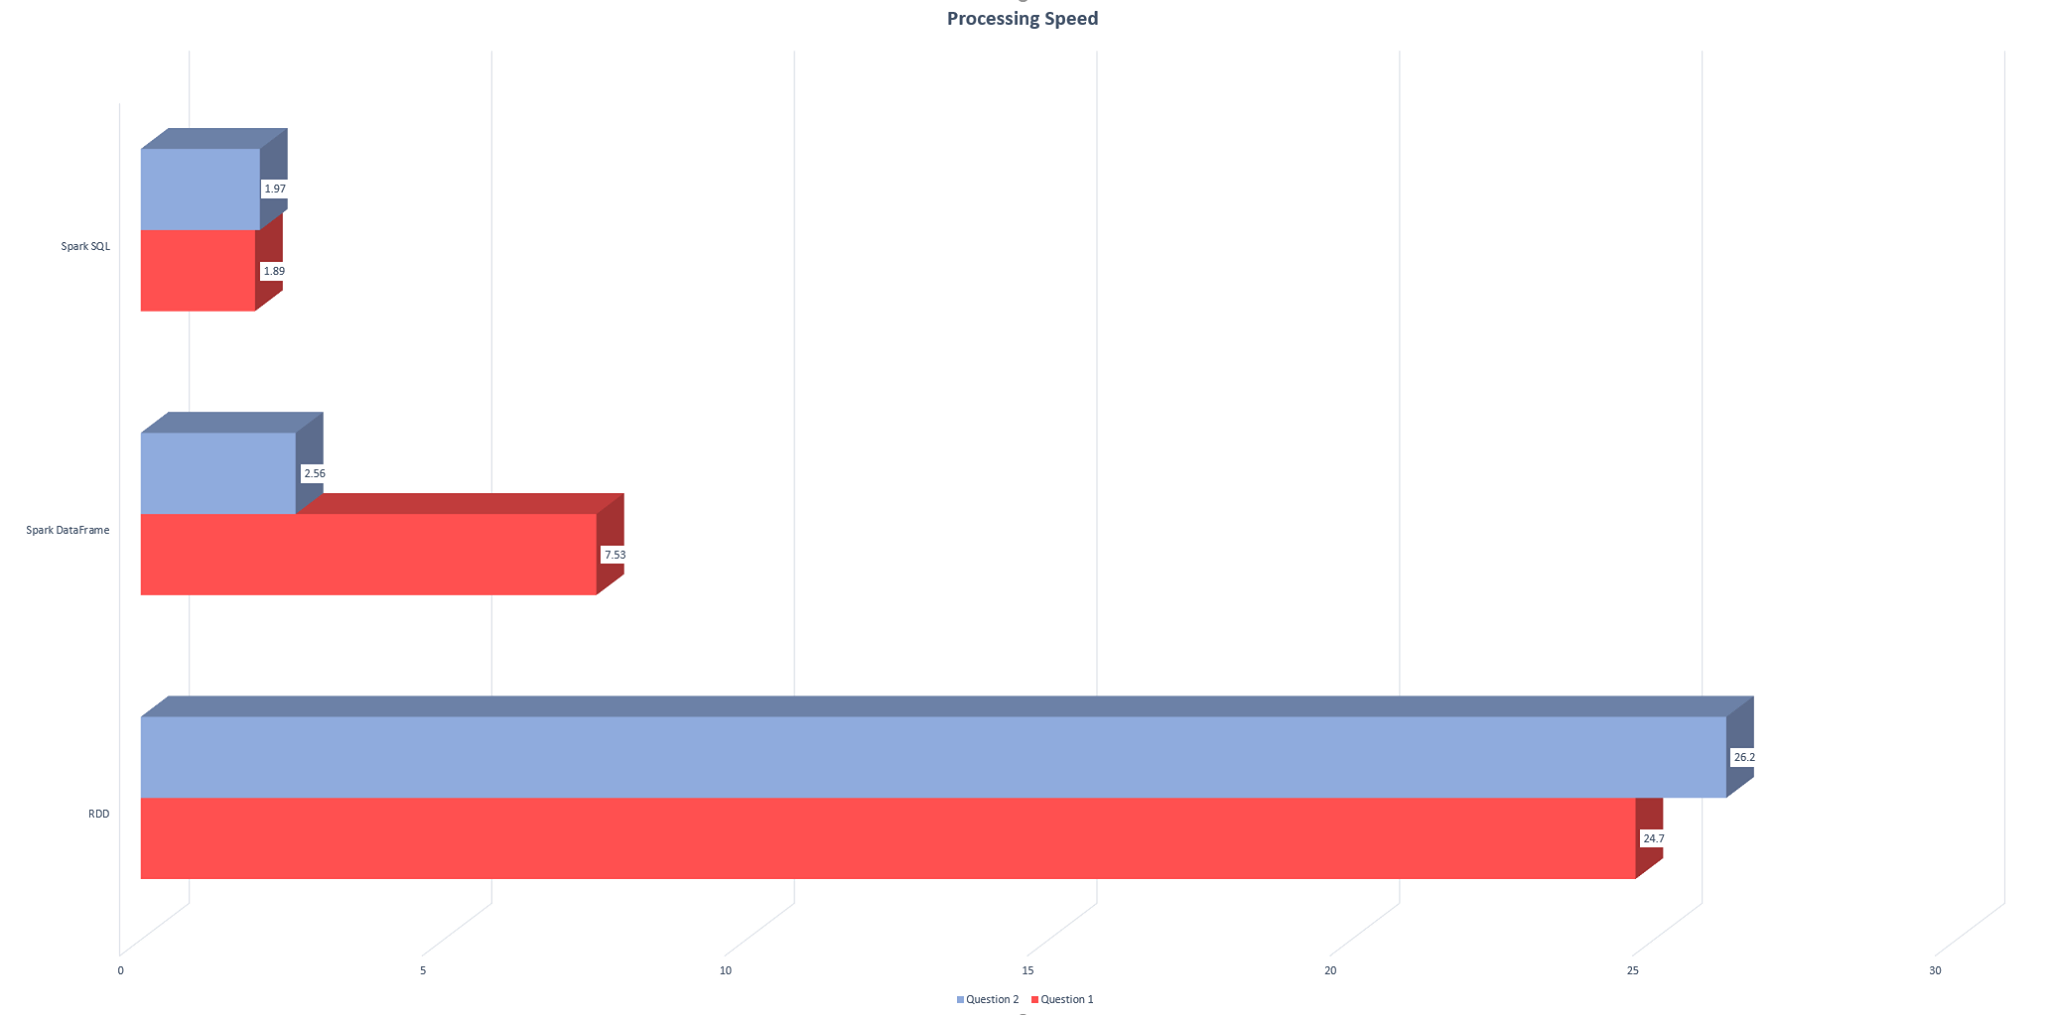 Processing Speed
1.97
Spark SQL
1.89
2.56
Spark DataFrame
7.53
26.2
RDD
24.7
0 5 10 15 20 25 30
Question 2 Question 1